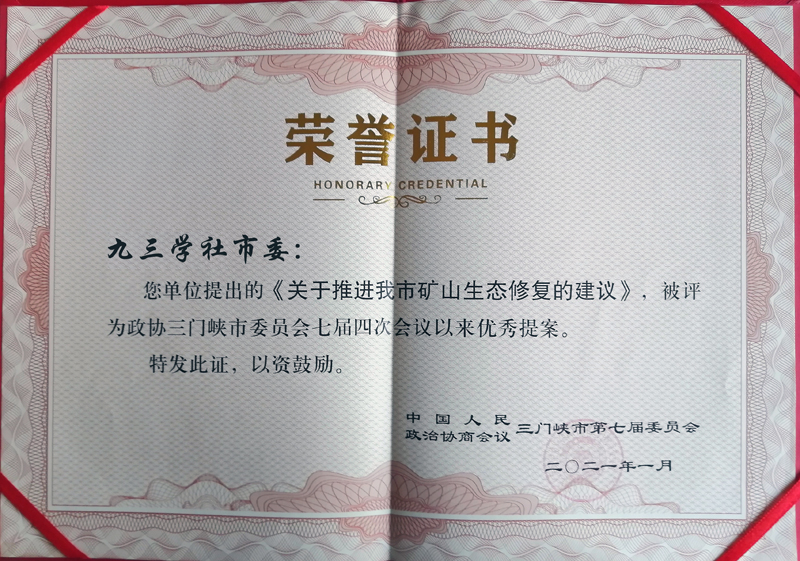 荣誉证书
HONORARY CREDENTIAL
九三学社市委：
您单位提出的《关于推进我市矿山生态修复的建议》，被评
为政协三门峡市委员会七届四次会议以来优秀提案。
特发此证，以资鼓励。
中国人民
政治协商会议 三门峡市第七届委员会
二〇二一年一月